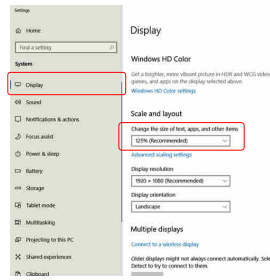 Settings
Home
Find a setting
System
Display
Sound
Notifications & actions
Focus assist
Power & sleep
Battery
Storage
Tablet mode
Multitasking
Projecting to this PC
Shared experiences
Clipboard
Display
Windows HD Color
Get a brighter, more vibrant picture in HDR and WCG video
games, and apps on the display selected above.
Windows HD Color settings
Scale and layout
Change the size of text, apps, and other items
125% (Recommended)
Advanced scaling settings
Display resolution
1920 × 1080 (Recommended)
Display orientation
Landscape
Multiple displays
Connect to a wireless display
Older displays might not always connect automatically. Sele
Detect to try to connect to them.